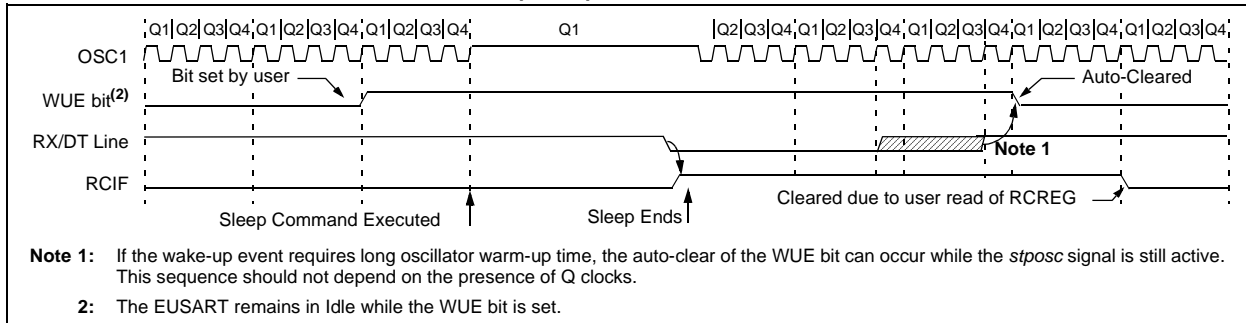 Q1 Q2 Q3 Q4 Q1 Q2 Q3 Q4 Q1 Q2 Q3 Q4 Q1 Q2 Q3 Q4 Q1 Q2 Q3 Q4 Q1 Q2 Q3 Q4 Q1 Q2 Q3 Q4 Q1 Q2 Q3 Q4
OSC1
Bit set by user
Auto-Cleared
WUE bit(2)
RX/DT Line
Note 1
RCIF
Cleared due to user read of RCREG
Sleep Command Executed
Sleep Ends
Note 1: If the wake-up event requires long oscillator warm-up time, the auto-clear of the WUE bit can occur while the stposc signal is still active.
This sequence should not depend on the presence of Q clocks.
2: The EUSART remains in Idle while the WUE bit is set.